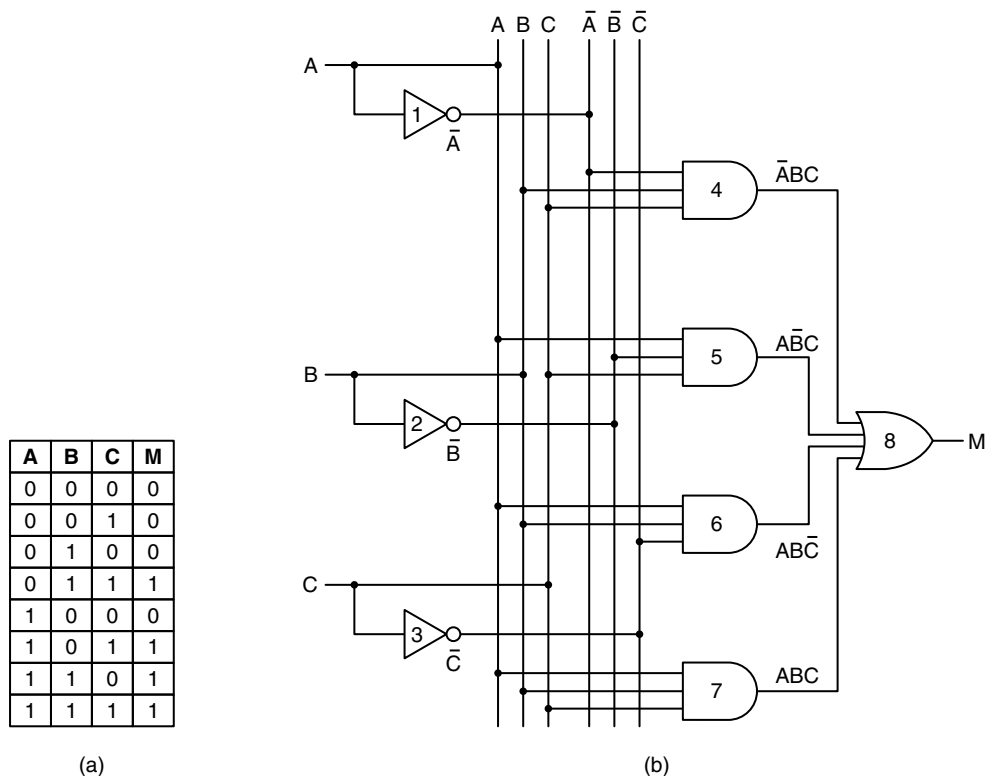 A B C M
0 0 0 0
0 0 1 0
0 1 0 0
0 1 1 1
1 0 0 0
1 0 1 1
1 1 0 1
1 1 1 1
(a)
A B C A̅ B̅ C̅
A
1
A̅
4
A̅BC
B
2
B̅
5
AB̅C
8
M
6
ABC̅
C
3
C̅
7
ABC
(b)